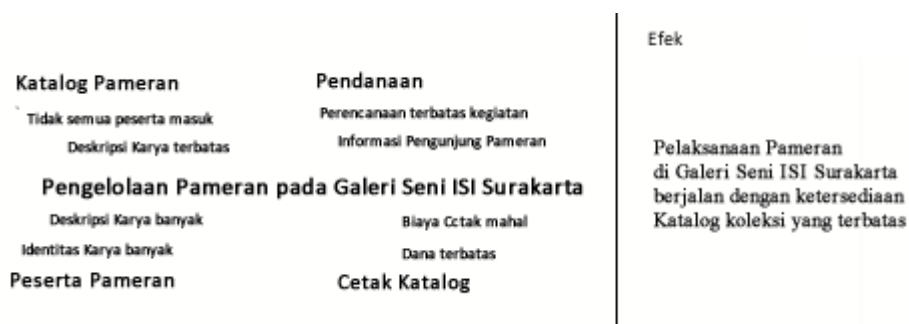 Efek
Katalog Pameran
Pendanaan
Tidak semua peserta masuk
Perencanaan terbatas kegiatan
Deskripsi Karya terbatas
Informasi Pengunjung Pameran
Pengelolaan Pameran pada Galeri Seni ISI Surakarta
Deskripsi Karya banyak
Biaya Cctak mahal
Identitas Karya banyak
Dana terbatas
Peserta Pameran
Cetak Katalog
Pelaksanaan Pameran
di Galeri Seni ISI Surakarta
berjalan dengan ketersediaan
Katalog koleksi yang terbatas